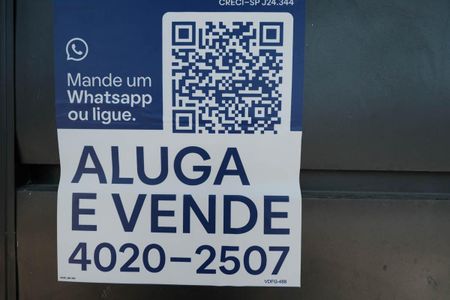 CRECI-SP J24.344
Mande um
Whatsapp
ou ligue.
ALUGA
E VENDE
4020-2507